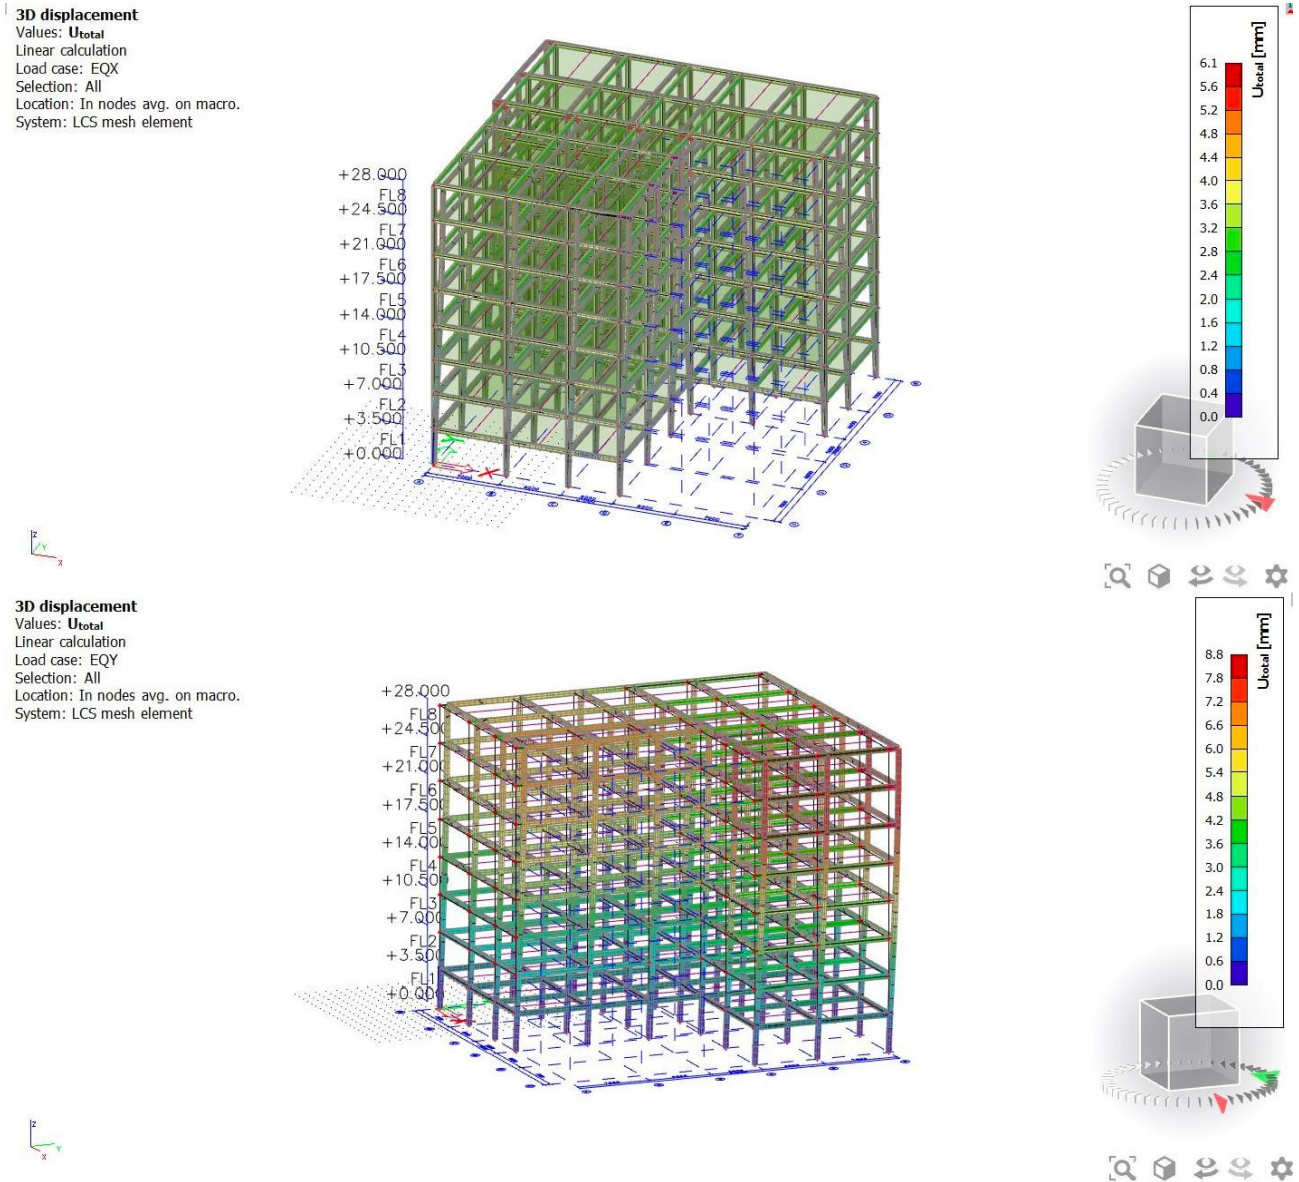 3D displacement
Values: Utotal
Linear calculation
Load case: EQX
Selection: All
Location: In nodes avg. on macro.
System: LCS mesh element
+28.000
FL8
+24.500
FL7
+21.000
FL6
+17.500
FL5
+14.000
FL4
+10.500
FL3
+7.000
FL2
+3.500
FL1
+0.000
X
Z
Y
X
Utotal [mm]
6.1
5.6
5.2
4.8
4.4
4.0
3.6
3.2
2.8
2.4
2.0
1.6
1.2
0.8
0.4
0.0
3D displacement
Values: Utotal
Linear calculation
Load case: EQY
Selection: All
Location: In nodes avg. on macro.
System: LCS mesh element
+28.000
FL8
+24.500
FL7
+21.000
FL6
+17.500
FL5
+14.000
FL4
+10.500
FL3
+7.000
FL2
+3.500
FL1
+0.000
Z
Y
X
Utotal [mm]
8.8
7.8
7.2
6.6
6.0
5.4
4.8
4.2
3.6
3.0
2.4
1.8
1.2
0.6
0.0